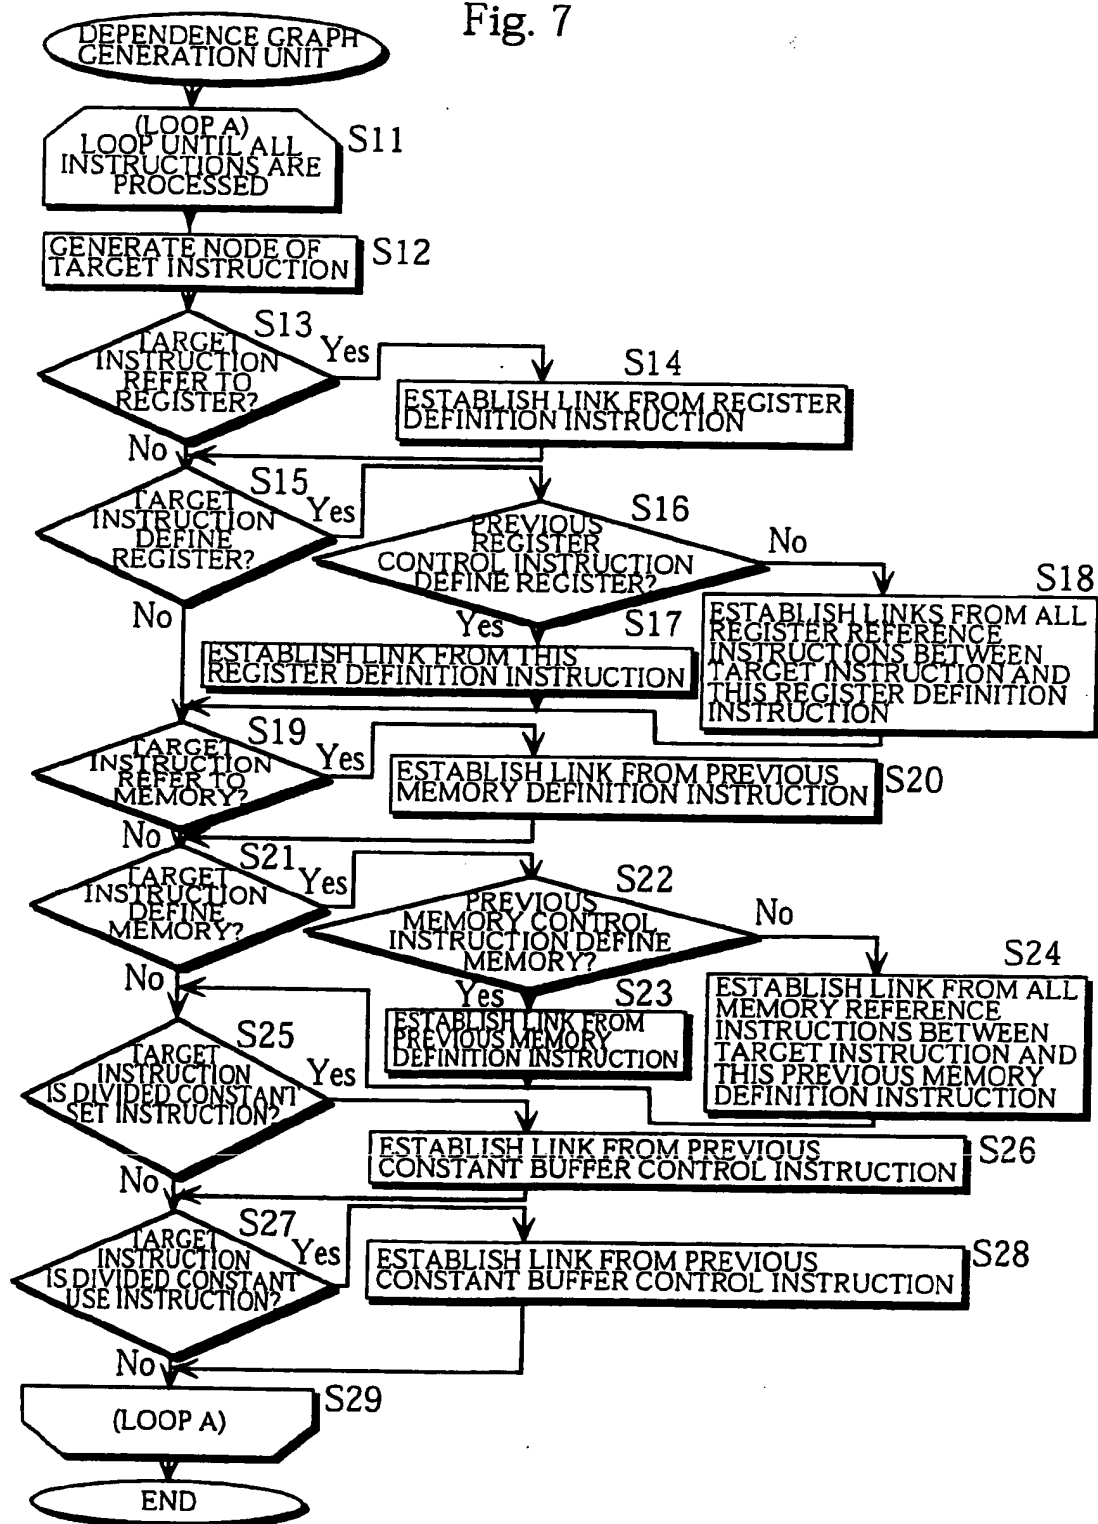 Fig. 7
DEPENDENCE GRAPH
GENERATION UNIT
(LOOP A)
LOOP UNTIL ALL
INSTRUCTIONS ARE
PROCESSED
S11
GENERATE NODE OF
TARGET INSTRUCTION
S12
TARGET
INSTRUCTION
REFER TO
REGISTER?
S13
Yes
S14
ESTABLISH LINK FROM REGISTER
DEFINITION INSTRUCTION
No
TARGET
INSTRUCTION
DEFINE
REGISTER?
S15
Yes
PREVIOUS
REGISTER
CONTROL INSTRUCTION
DEFINE REGISTER?
S16
No
No
Yes
S17
ESTABLISH LINK FROM THIS
REGISTER DEFINITION INSTRUCTION
S18
ESTABLISH LINKS FROM ALL
REGISTER REFERENCE
INSTRUCTIONS BETWEEN
TARGET INSTRUCTION AND
THIS REGISTER DEFINITION
INSTRUCTION
TARGET
INSTRUCTION
REFER TO
MEMORY?
S19
Yes
ESTABLISH LINK FROM PREVIOUS
MEMORY DEFINITION INSTRUCTION
S20
No
TARGET
INSTRUCTION
DEFINE
MEMORY?
S21
Yes
PREVIOUS
MEMORY CONTROL
INSTRUCTION DEFINE
MEMORY?
S22
No
No
Yes
S23
ESTABLISH LINK FROM
PREVIOUS MEMORY
DEFINITION INSTRUCTION
S24
ESTABLISH LINK FROM ALL
MEMORY REFERENCE
INSTRUCTIONS BETWEEN
TARGET INSTRUCTION AND
THIS PREVIOUS MEMORY
DEFINITION INSTRUCTION
TARGET
INSTRUCTION
IS DIVIDED CONSTANT
SET INSTRUCTION?
S25
Yes
ESTABLISH LINK FROM PREVIOUS
CONSTANT BUFFER CONTROL INSTRUCTION
S26
No
TARGET
INSTRUCTION
IS DIVIDED CONSTANT
USE INSTRUCTION?
S27
Yes
ESTABLISH LINK FROM PREVIOUS
CONSTANT BUFFER CONTROL INSTRUCTION
S28
No
(LOOP A)
S29
END